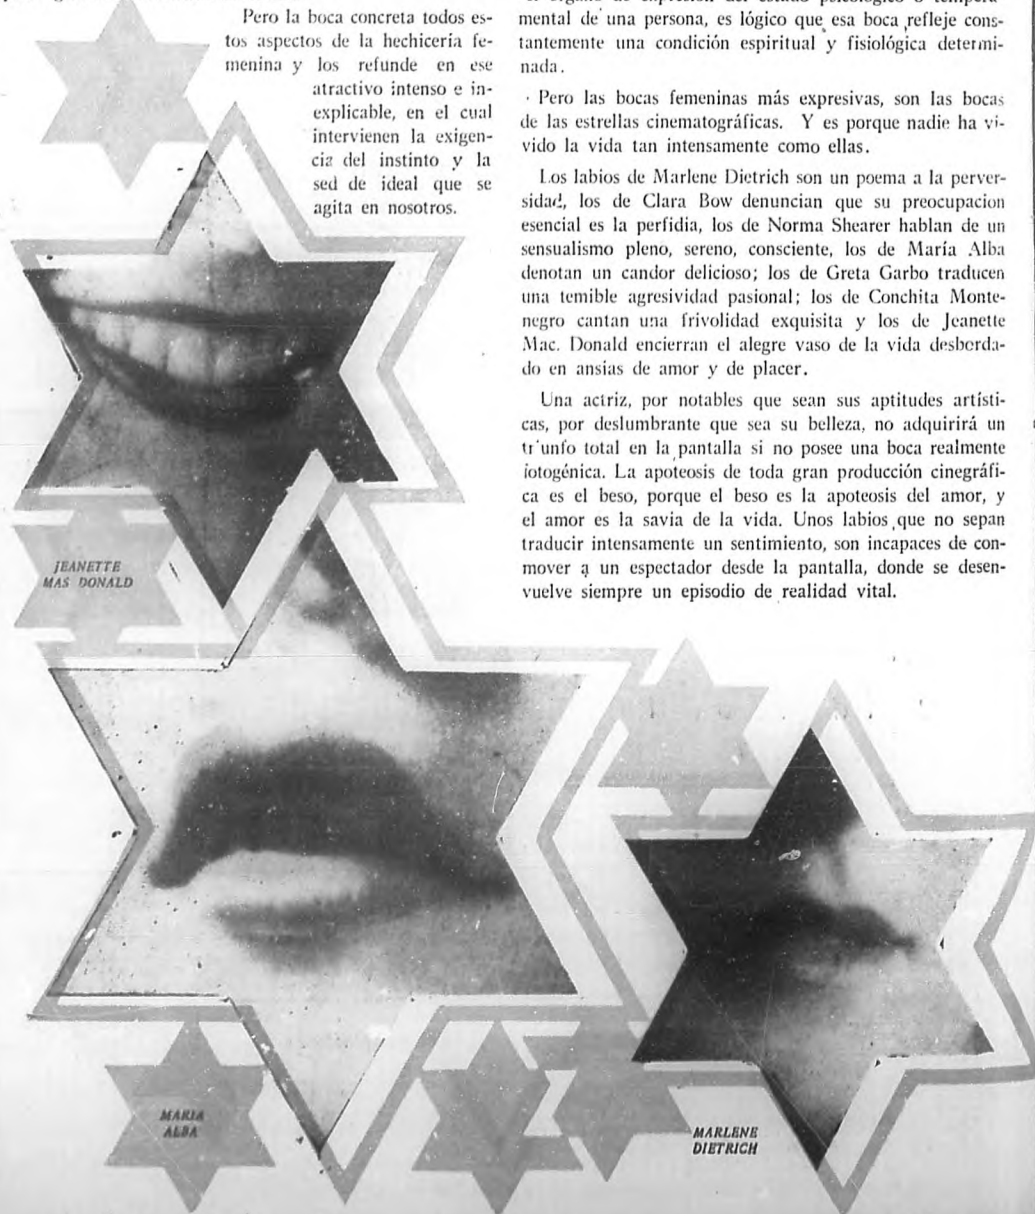 Pero la boca concreta todos es-
tos aspectos de la hechicería fe-
menina y los refunde en ese
atractivo intenso e in-
explicable, en el cual
intervienen la exigen-
cia del instinto y la
sed de ideal que se
agita en nosotros.
mental de una persona, es lógico que esa boca refleje cons-
tantemente una condición espiritual y fisiológica determi-
nada.
Pero las bocas femeninas más expresivas, son las bocas
de las estrellas cinematográficas. Y es porque nadie ha vi-
vido la vida tan intensamente como ellas.
Los labios de Marlene Dietrich son un poema a la perver-
sidad, los de Clara Bow denuncian que su preocupacion
esencial es la perfidia, los de Norma Shearer hablan de un
sensualismo pleno, sereno, consciente, los de María Alba
denotan un candor delicioso; los de Greta Garbo traducen
una temible agresividad pasional; los de Conchita Monte-
negro cantan una frivolidad exquisita y los de Jeanette
Mac. Donald encierran el alegre vaso de la vida desborda-
do en ansias de amor y de placer.
Una actriz, por notables que sean sus aptitudes artísti-
cas, por deslumbrante que sea su belleza, no adquirirá un
tr'unfo total en la pantalla si no posee una boca realmente
fotogénica. La apoteosis de toda gran producción cinegráfi-
ca es el beso, porque el beso es la apoteosis del amor, y
el amor es la savia de la vida. Unos labios que no sepan
traducir intensamente un sentimiento, son incapaces de con-
mover a un espectador desde la pantalla, donde se desen-
vuelve siempre un episodio de realidad vital.
JEANETTE
MAS DONALD
MARIA
ALBA
MARLENE
DIETRICH